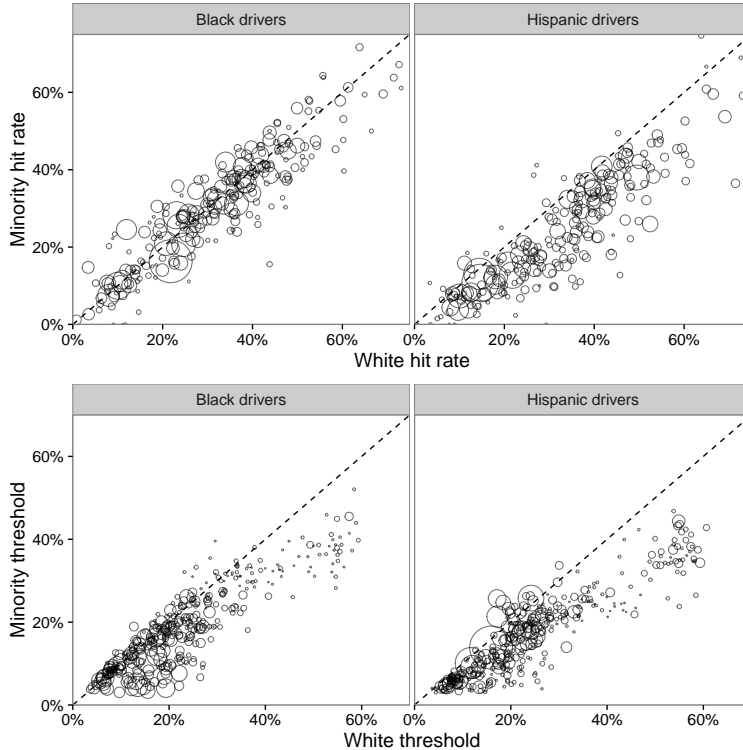 Black drivers
Hispanic drivers
Minority hit rate
60%
40%
20%
0%
0% 20% 40% 60% 0% 20% 40% 60%
White hit rate
Black drivers
Hispanic drivers
Minority threshold
60%
40%
20%
0%
0% 20% 40% 60% 0% 20% 40% 60%
White threshold